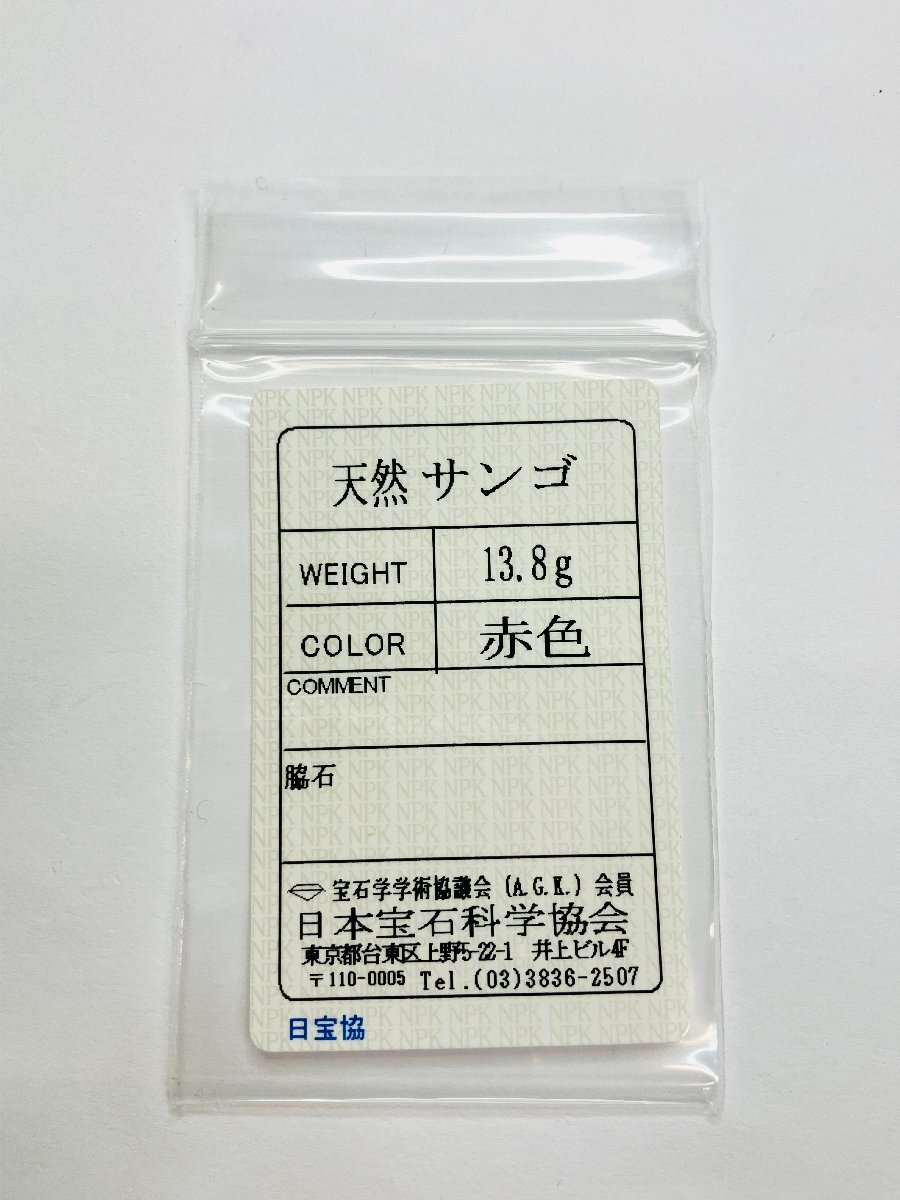 天然 サンゴ
WEIGHT 13.8g
COLOR 赤色
COMMENT
脇石
宝石学学術協議会 (A.G.K.) 会員
日本宝石科学協会
東京都台東区上野5-22-1 井上ビル4F
〒110-0005 Tel.(03)3836-2507
日宝協